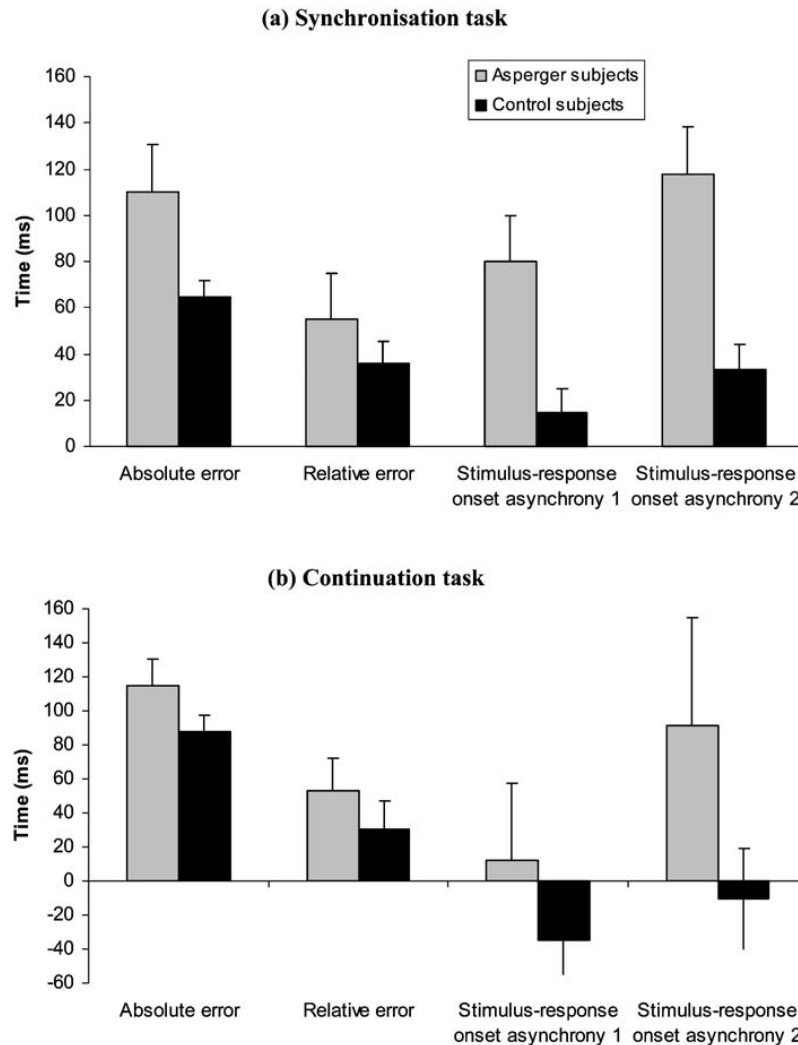 (a) Synchronisation task
Asperger subjects
Control subjects
160
140
120
100
80
60
40
20
0
Time (ms)
Absolute error
Relative error
Stimulus-response
onset asynchrony 1
Stimulus-response
onset asynchrony 2
(b) Continuation task
160
140
120
100
80
60
40
20
0
-20
-40
-60
Time (ms)
Absolute error
Relative error
Stimulus-response
onset asynchrony 1
Stimulus-response
onset asynchrony 2